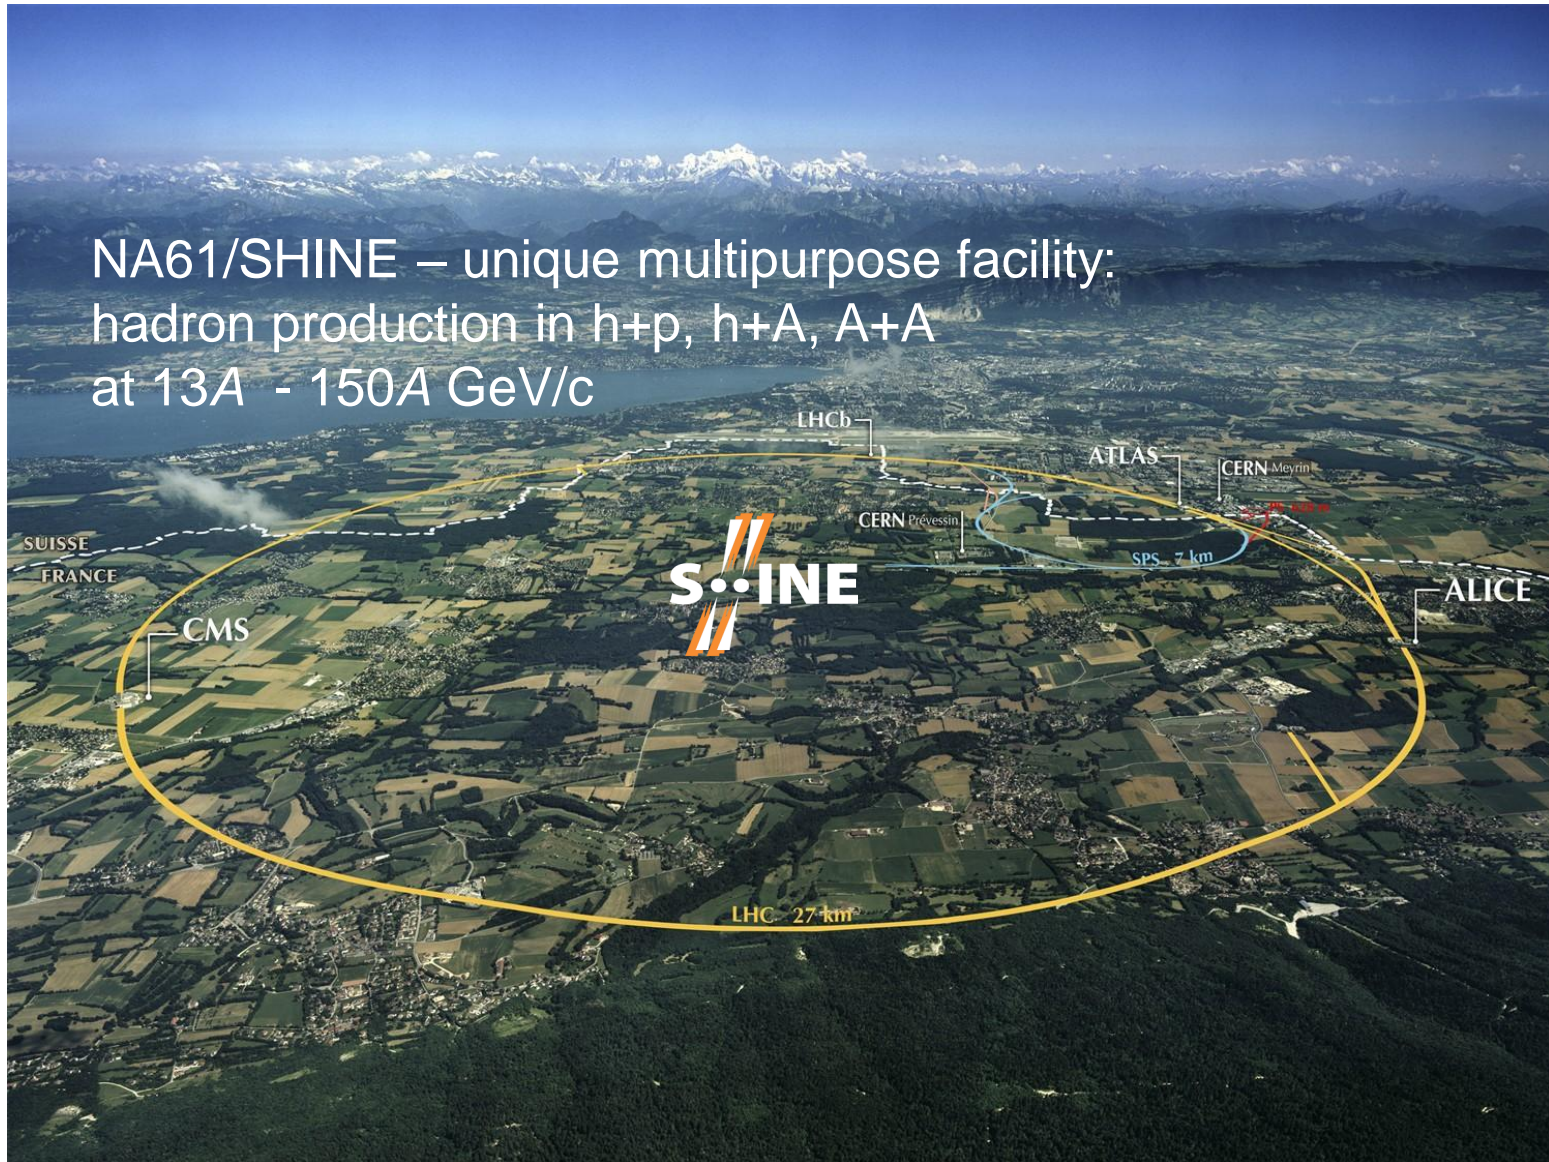 NA61/SHINE – unique multipurpose facility:
hadron production in h+p, h+A, A+A
at 13A - 150A GeV/c
LHCb
ATLAS
CERN Meyrin
CERN Prévessin
SUISSE
FRANCE
SPS 7 km
ALICE
CMS
SHINE
LHC 27 km